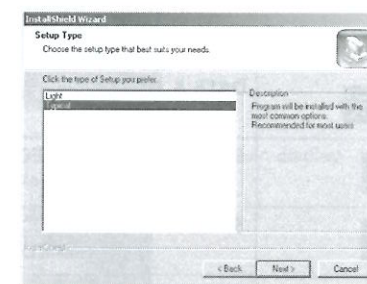 InstallShield Wizard
Setup Type
Choose the setup type that best suits your needs.
Click the type of Setup you prefer.
Light
Typical
Description
Program will be installed with the
most common options.
Recommended for most users.
InstallShield
< Back
Next >
Cancel